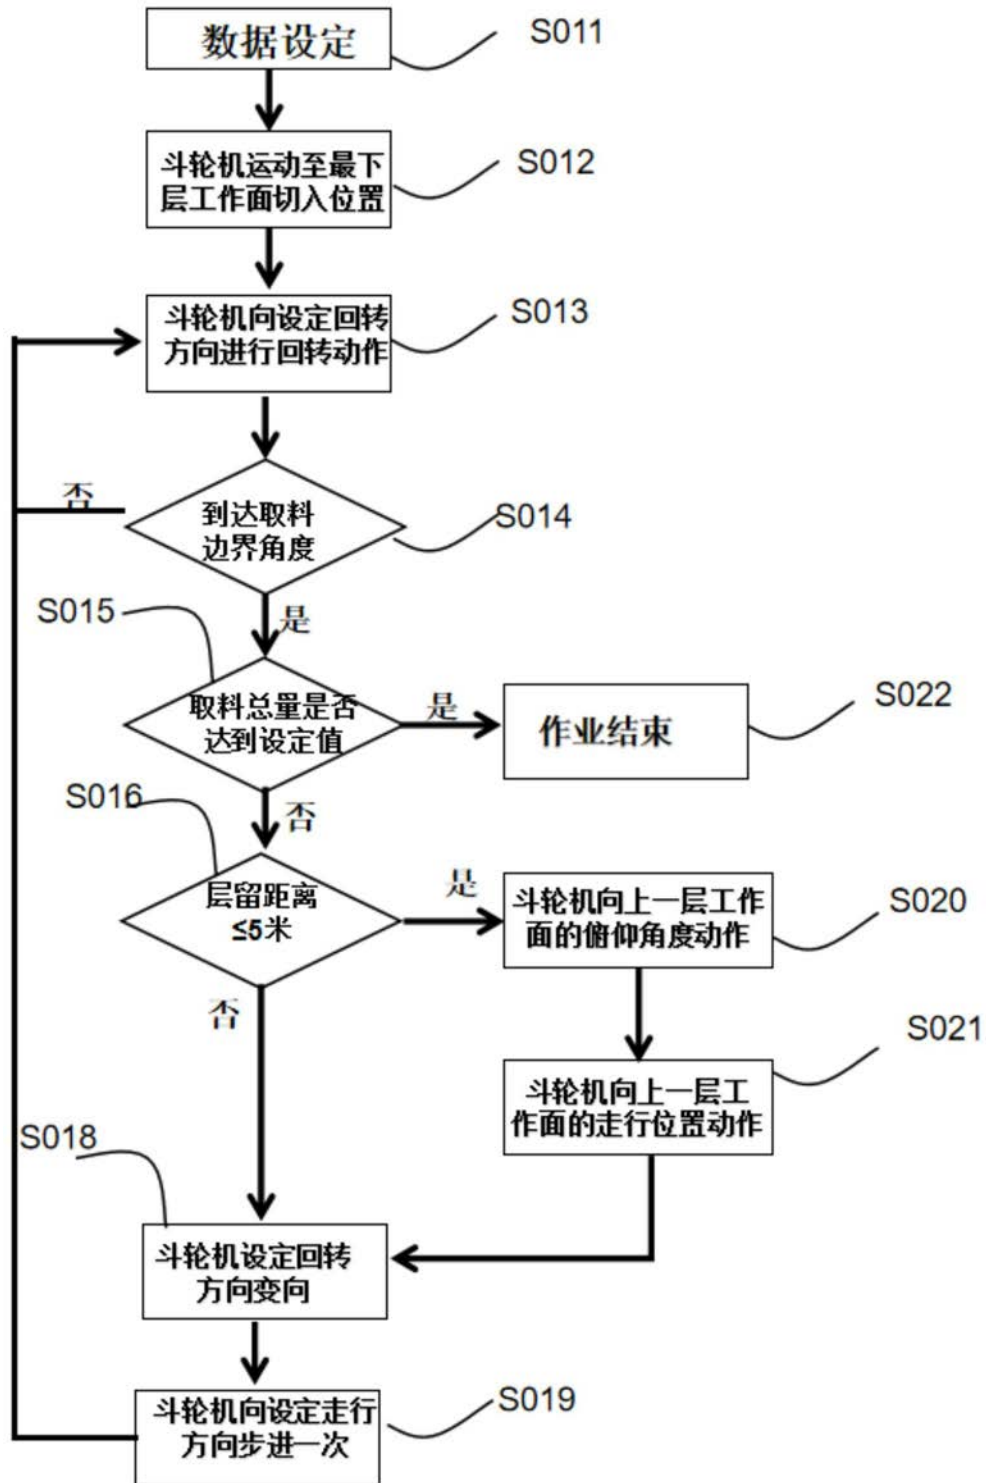 数据设定
S011
斗轮机运动至最下
层工作面切入位置
S012
斗轮机向设定回转
方向进行回转动作
S013
否
到达取料
边界角度
S014
是
S015
取料总量是否
达到设定值
是
作业结束
S022
S016
否
层留距离
≤5米
是
斗轮机向上一层工作
面的俯仰角度动作
S020
否
斗轮机向上一层工
作面的走行位置动作
S021
S018
斗轮机设定回转
方向变向
斗轮机向设定走行
方向步进一次
S019